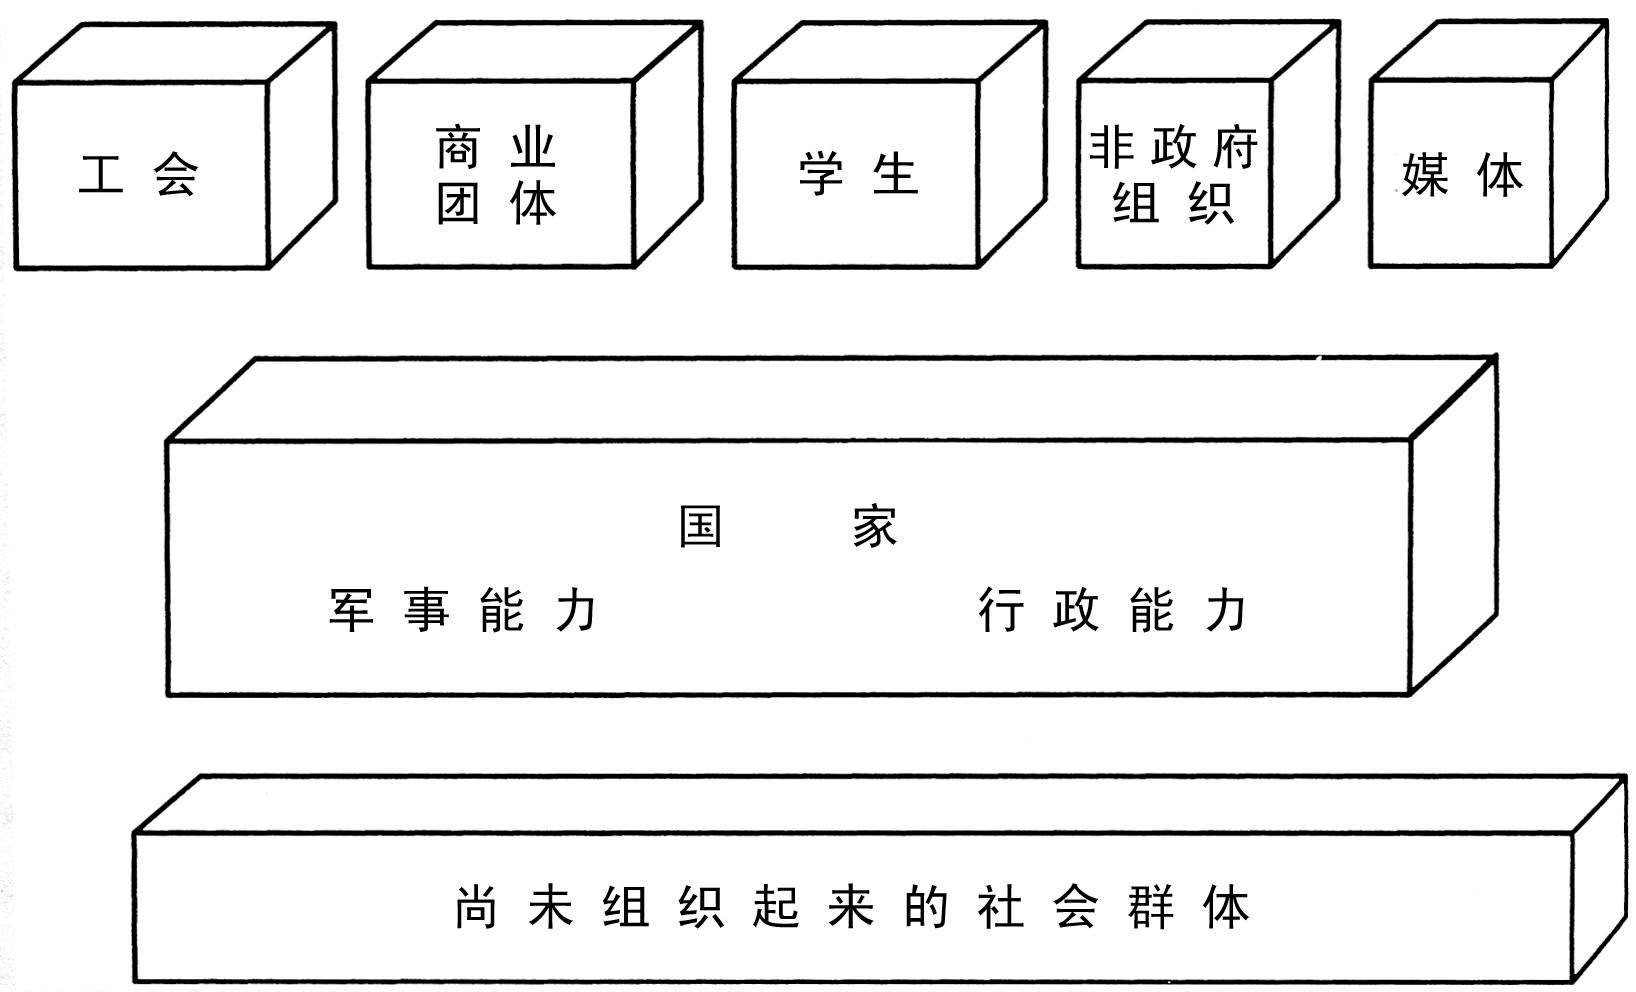 工会
商业
团体
学生
非政府
组织
媒体
国家
军事能力
行政能力
尚未组织起来的社会群体